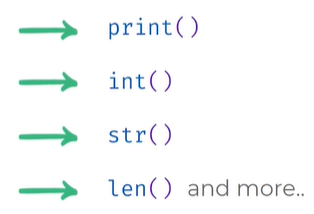 print()
int()
str()
len() and more..